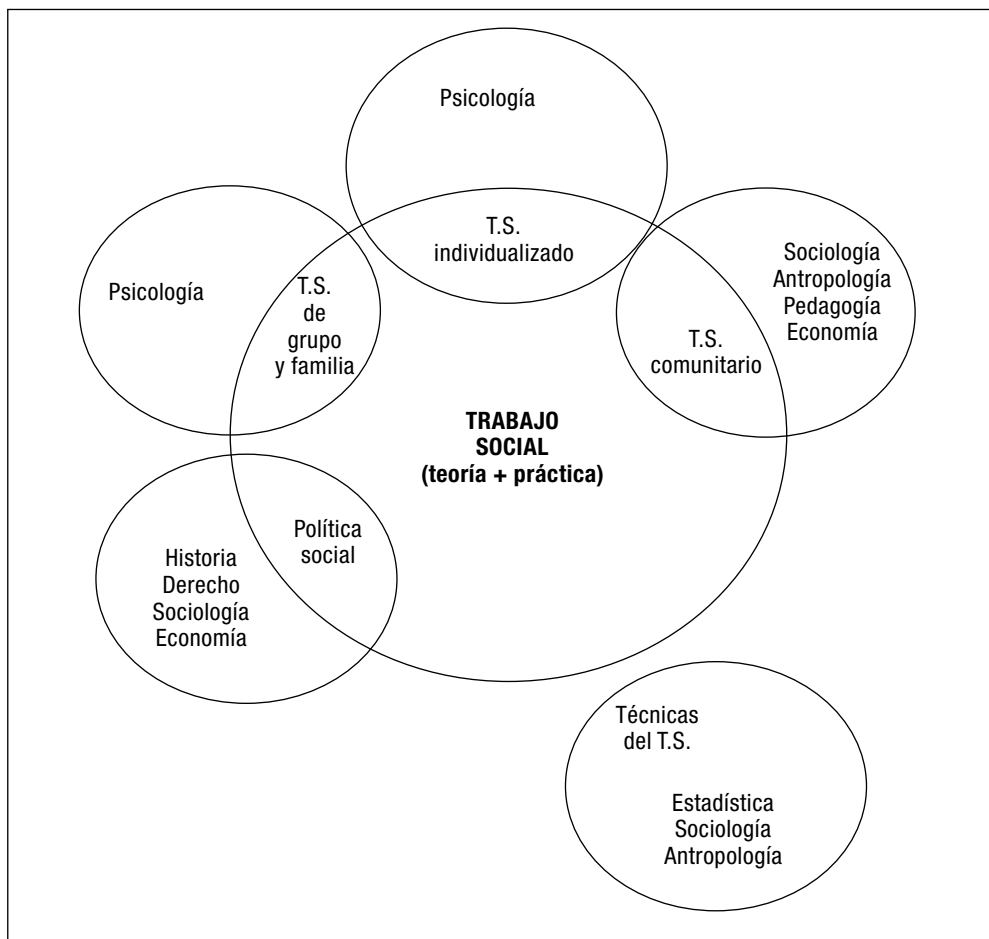 Psicología
T.S.
individualizado
Psicología
T.S.
de
grupo
y familia
Sociología
Antropología
Pedagogía
Economía
T.S.
comunitario
TRABAJO
SOCIAL
(teoría + práctica)
Política
social
Historia
Derecho
Sociología
Economía
Técnicas
del T.S.
Estadística
Sociología
Antropología